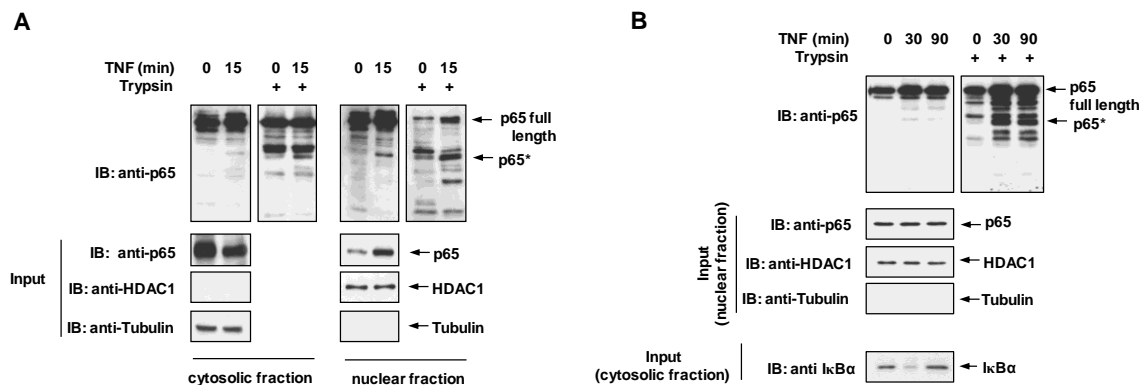 A
TNF (min) 0 15 0 15 0 15 0 15
Trypsin + + + +
IB: anti-p65
p65 full length
p65*
Input
IB: anti-p65
p65
IB: anti-HDAC1
HDAC1
IB: anti-Tubulin
Tubulin
cytosolic fraction
nuclear fraction
B
TNF (min) 0 30 90 0 30 90
Trypsin + + +
IB: anti-p65
p65
full length
p65*
Input
(nuclear fraction)
IB: anti-p65
p65
IB: anti-HDAC1
HDAC1
IB: anti-Tubulin
Tubulin
Input
(cytosolic fraction)
IB: anti IκBα
IκBα